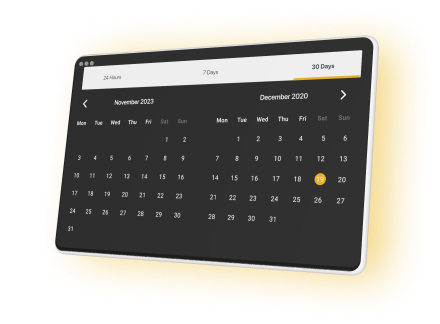 24 Hours 7 Days 30 Days
November 2023 December 2020
Mon Tue Wed Thu Fri Sat Sun Mon Tue Wed Thu Fri Sat Sun
1 2 1 2 3 4 5 6
3 4 5 6 7 8 9 7 8 9 10 11 12 13
10 11 12 13 14 15 16 14 15 16 17 18 19 20
17 18 19 20 21 22 23 21 22 23 24 25 26 27
24 25 26 27 28 29 30 28 29 30 31
31